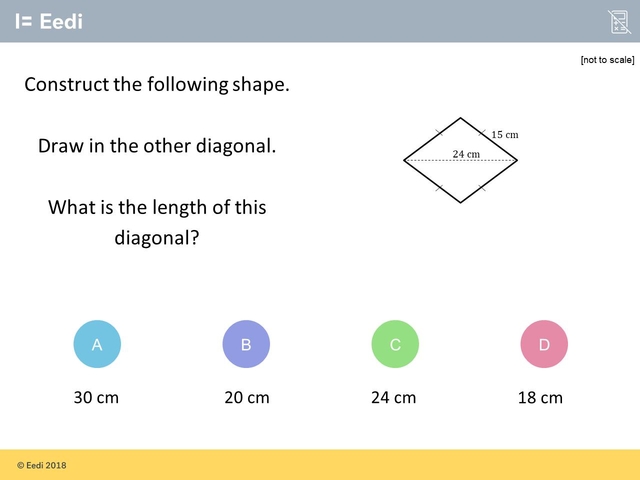 I= Eedi
[not to scale]
Construct the following shape.
15 cm
Draw in the other diagonal.
24 cm
What is the length of this
diagonal?
A
B
C
D
30 cm
20 cm
24 cm
18 cm
© Eedi 2018